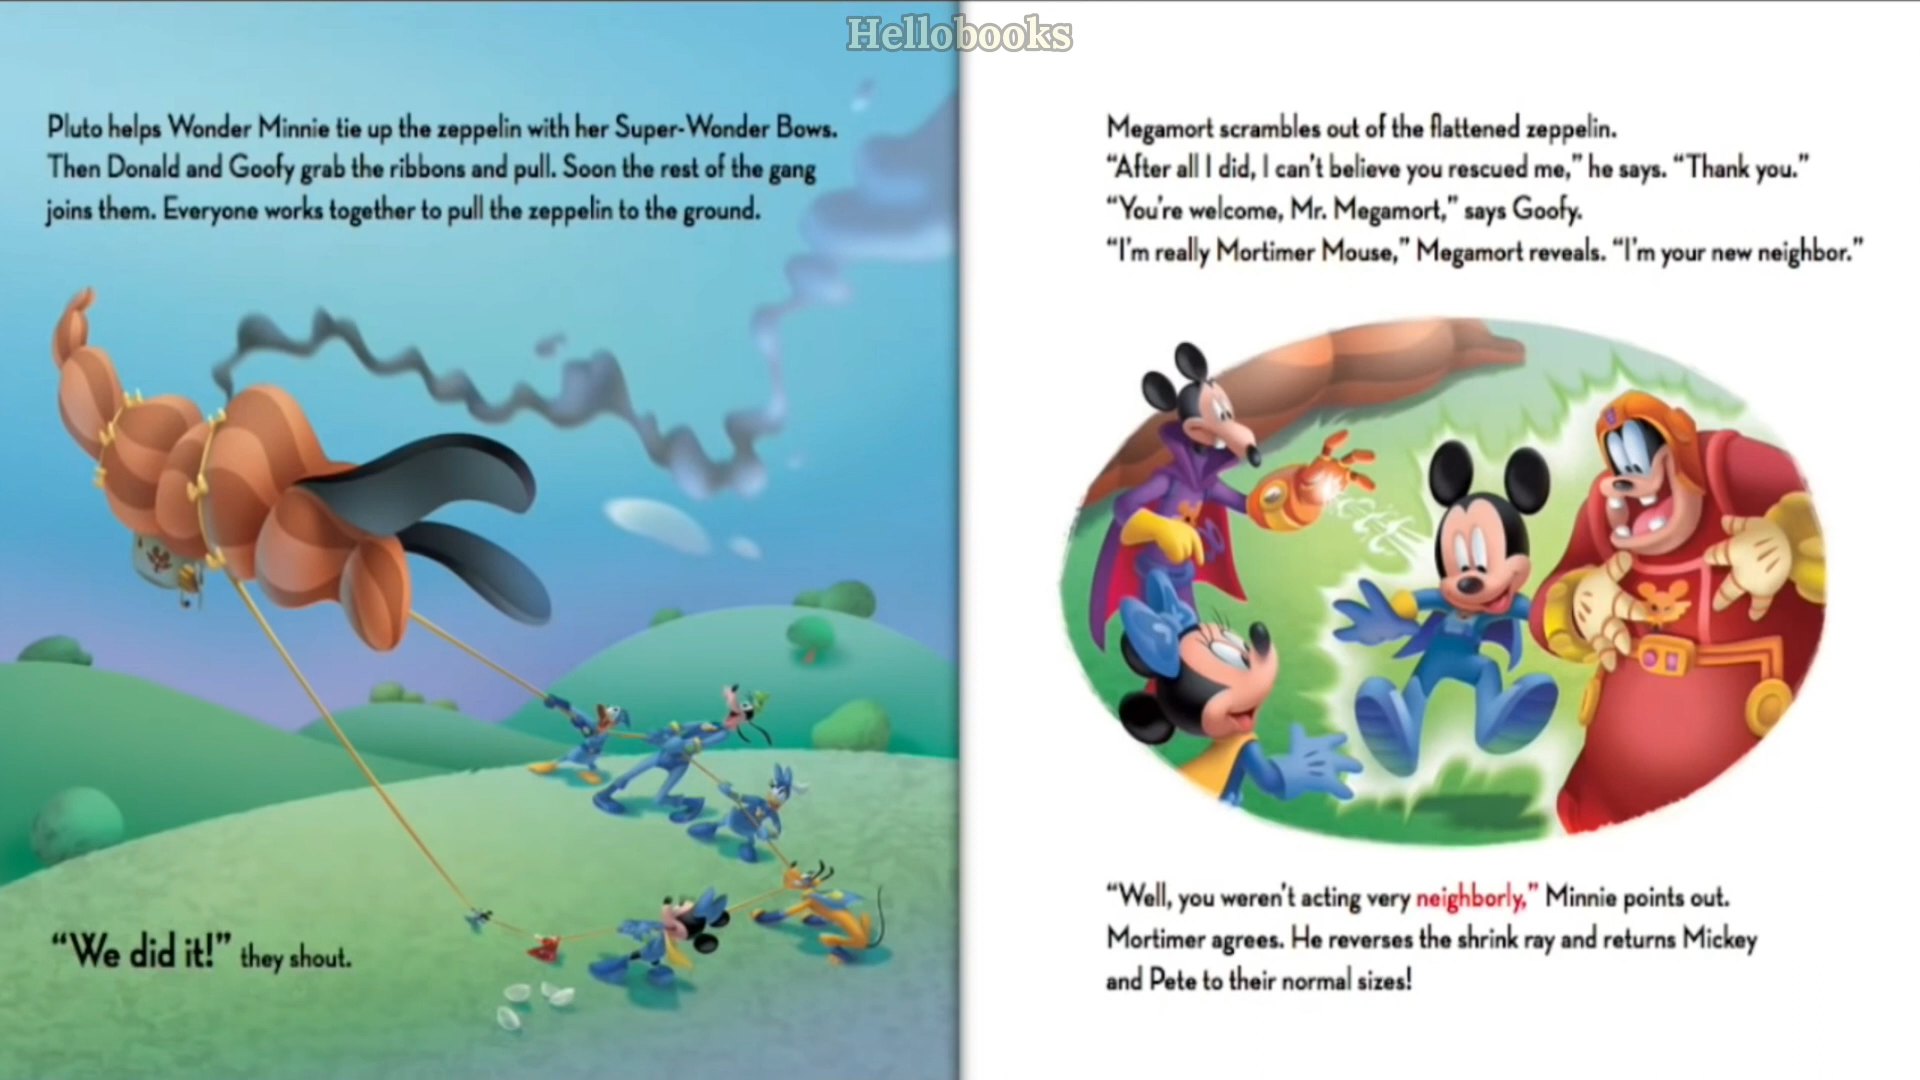 Hellobooks
Pluto helps Wonder Minnie tie up the zeppelin with her Super-Wonder Bows.
Then Donald and Goofy grab the ribbons and pull. Soon the rest of the gang
joins them. Everyone works together to pull the zeppelin to the ground.
“We did it!” they shout.
Megamort scrambles out of the flattened zeppelin.
“After all I did, I can’t believe you rescued me,” he says. “Thank you.”
“You’re welcome, Mr. Megamort,” says Goofy.
“I’m really Mortimer Mouse,” Megamort reveals. “I’m your new neighbor.”
“Well, you weren’t acting very neighborly,” Minnie points out.
Mortimer agrees. He reverses the shrink ray and returns Mickey
and Pete to their normal sizes!